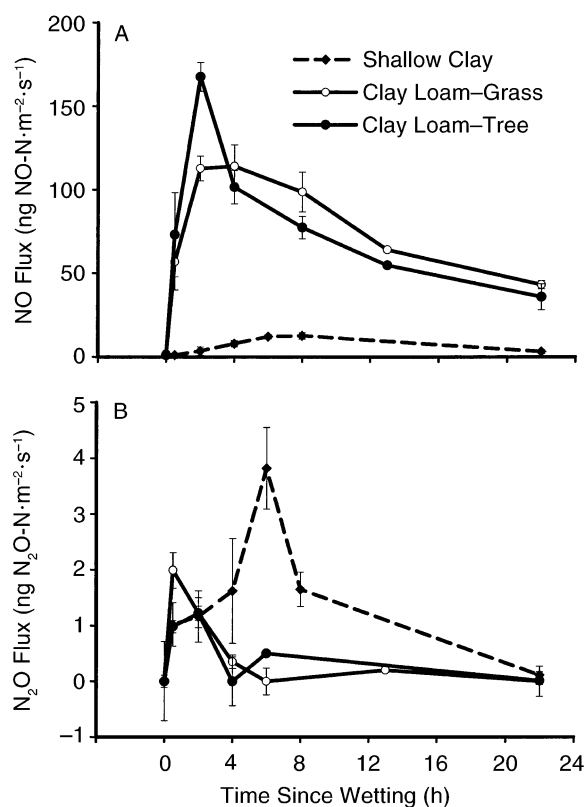 A
200
150
100
50
0
NO Flux (ng NO-N·m⁻²·s⁻¹)
Shallow Clay
Clay Loam–Grass
Clay Loam–Tree
B
5
4
3
2
1
0
–1
N₂O Flux (ng N₂O-N·m⁻²·s⁻¹)
0 4 8 12 16 20 24
Time Since Wetting (h)